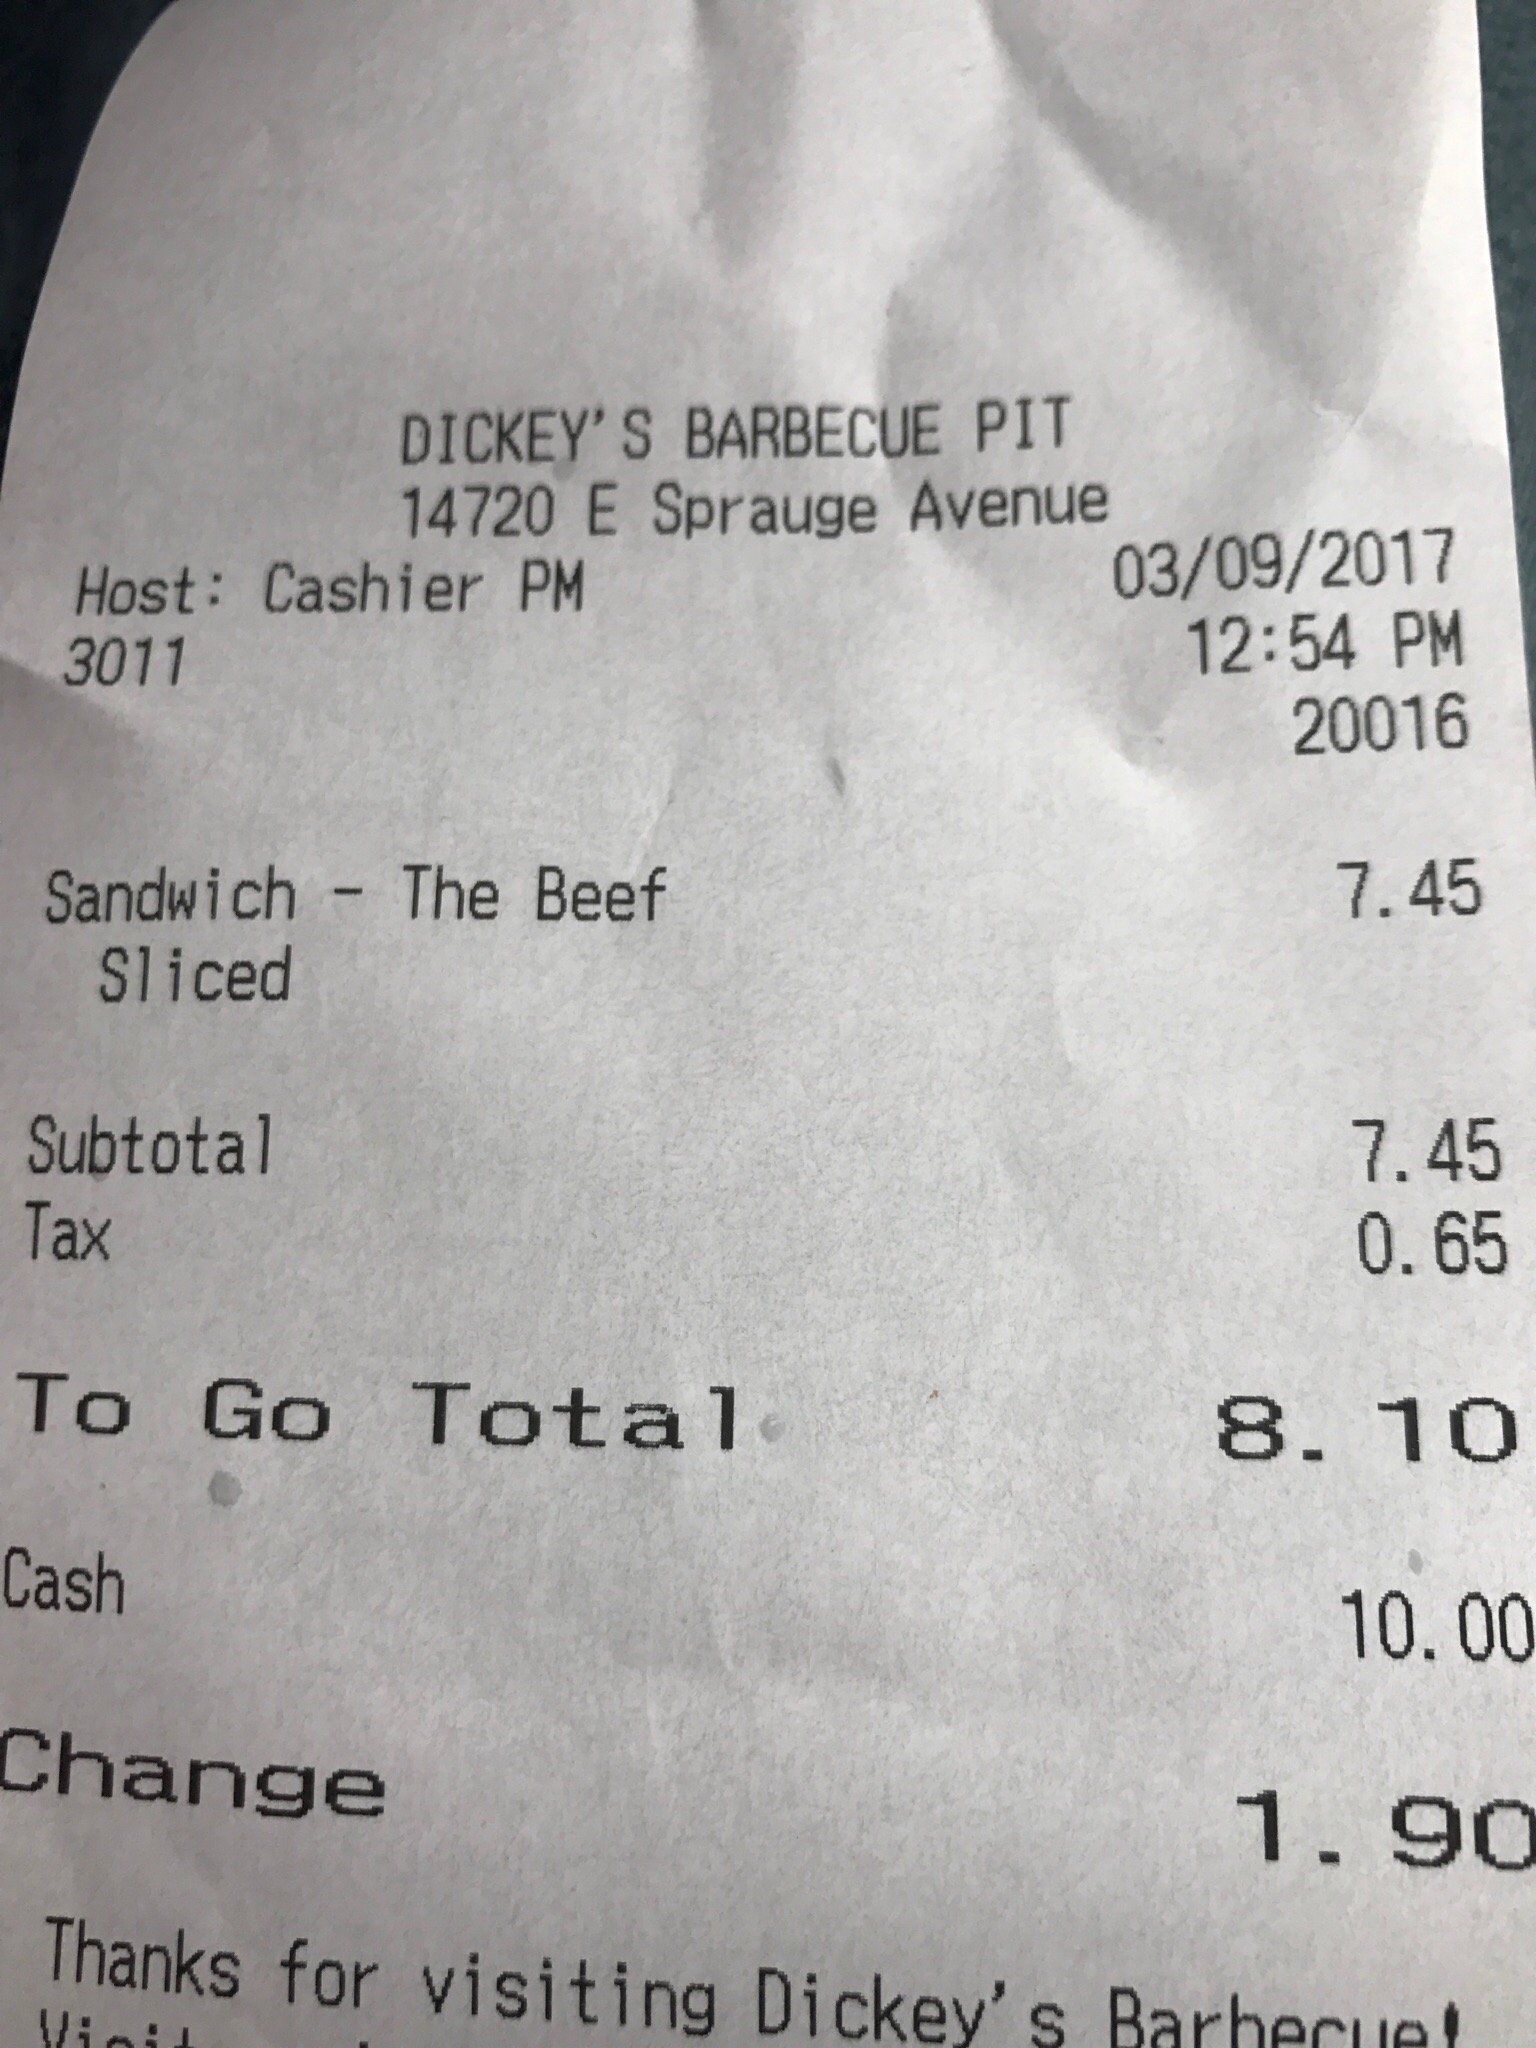 DICKEY'S BARBECUE PIT
14720 E Sprauge Avenue
Host: Cashier PM 03/09/2017
3011 12:54 PM
20016
Sandwich - The Beef 7.45
Sliced
Subtotal 7.45
Tax 0.65
To Go Total 8.10
Cash 10.00
Change 1.90
Thanks for visiting Dickey's Barbecue!